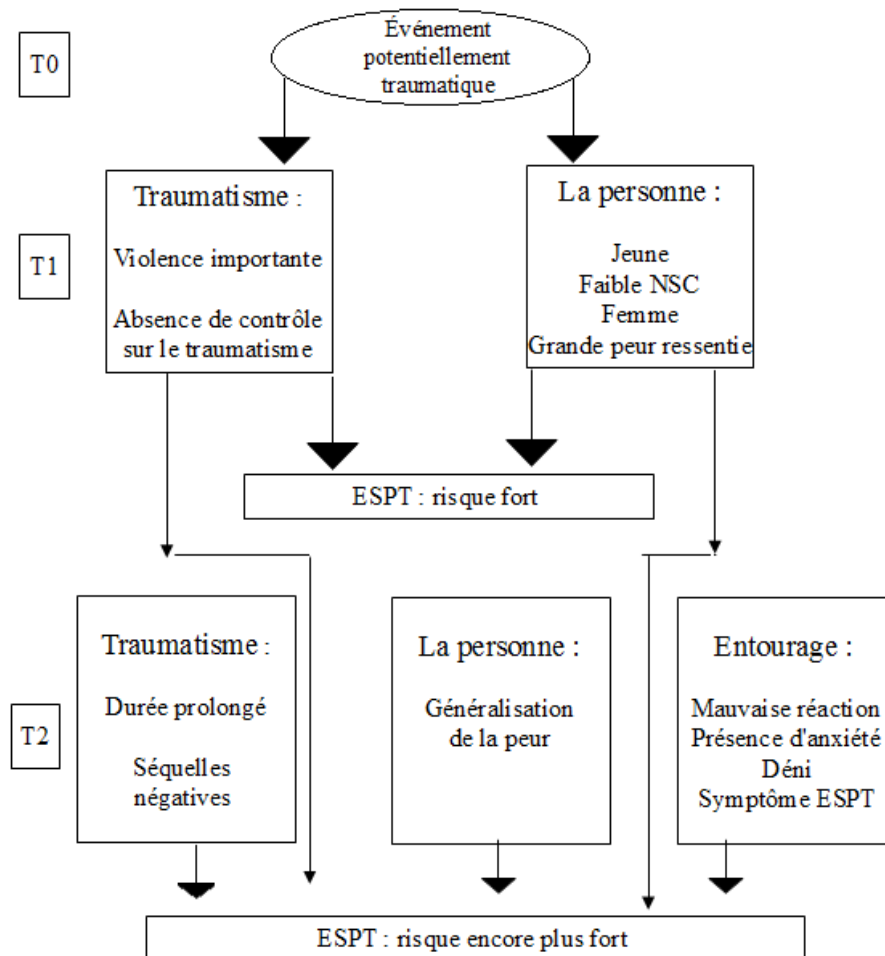 T0
Événement
potentiellement
traumatique
T1
Traumatisme :
Violence importante
Absence de contrôle
sur le traumatisme
La personne :
Jeune
Faible NSC
Femme
Grande peur ressentie
ESPT : risque fort
T2
Traumatisme :
Durée prolongé
Séquelles
négatives
La personne :
Généralisation
de la peur
Entourage :
Mauvaise réaction
Présence d'anxiété
Déni
Symptôme ESPT
ESPT : risque encore plus fort